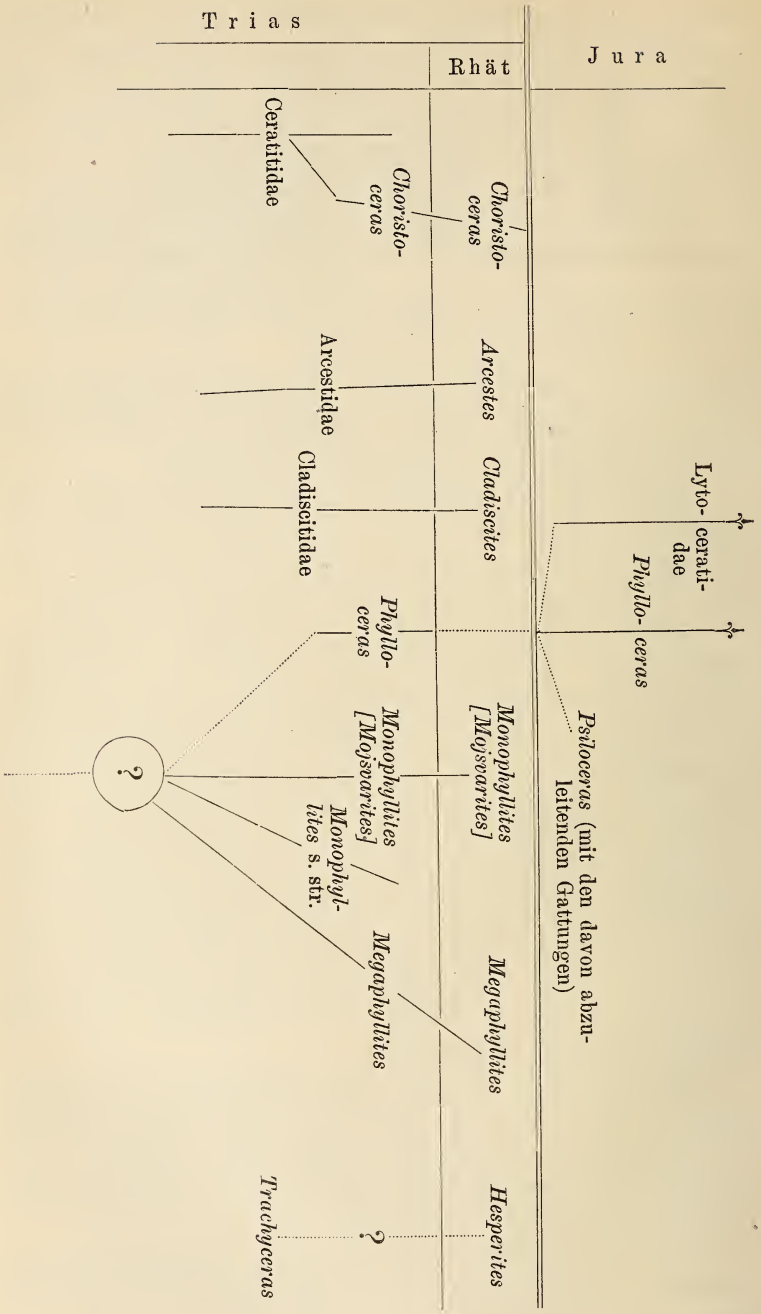 Trias
Rhät
Jura
Ceratitidae
Choristo-
ceras
Choristo-
ceras
Arcestidae
Arcestes
Cladiscitidae
Cladiscites
Lyto- cerati-
dae
Phyllo- ceras
Phyllo-
ceras
Psiloceras (mit den davon abzu-
leitenden Gattungen)
Monophyllites
[Mojsvarites]
Monophyllites
[Mojsvarites]
Monophyl-
lites s. str.
?
Megaphyllites
Megaphyllites
Hesperites
?
Trachyceras